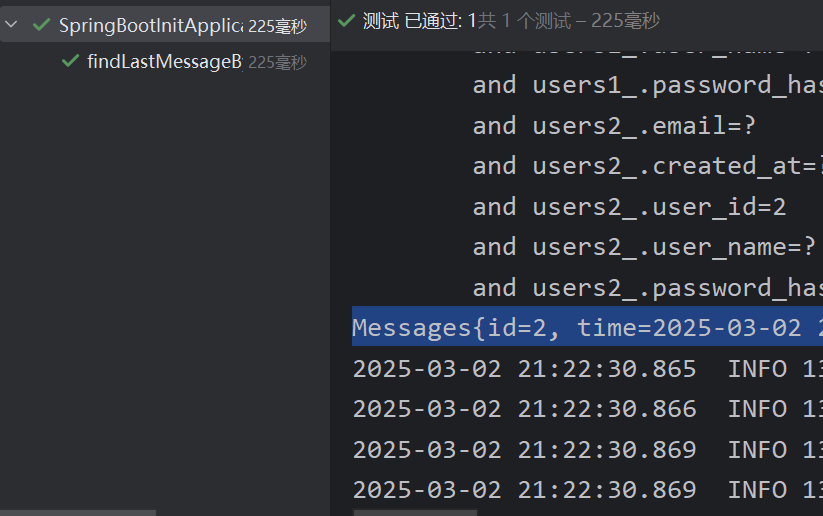 SpringBootInitApplica 225毫秒
findLastMessageB 225毫秒
测试 已通过: 1共 1 个测试 – 225毫秒
and users1_.password_has
and users2_.email=?
and users2_.created_at=?
and users2_.user_id=2
and users2_.user_name=?
and users2_.password_has
Messages{id=2, time=2025-03-02 2
2025-03-02 21:22:30.865  INFO 13
2025-03-02 21:22:30.866  INFO 13
2025-03-02 21:22:30.869  INFO 13
2025-03-02 21:22:30.869  INFO 13